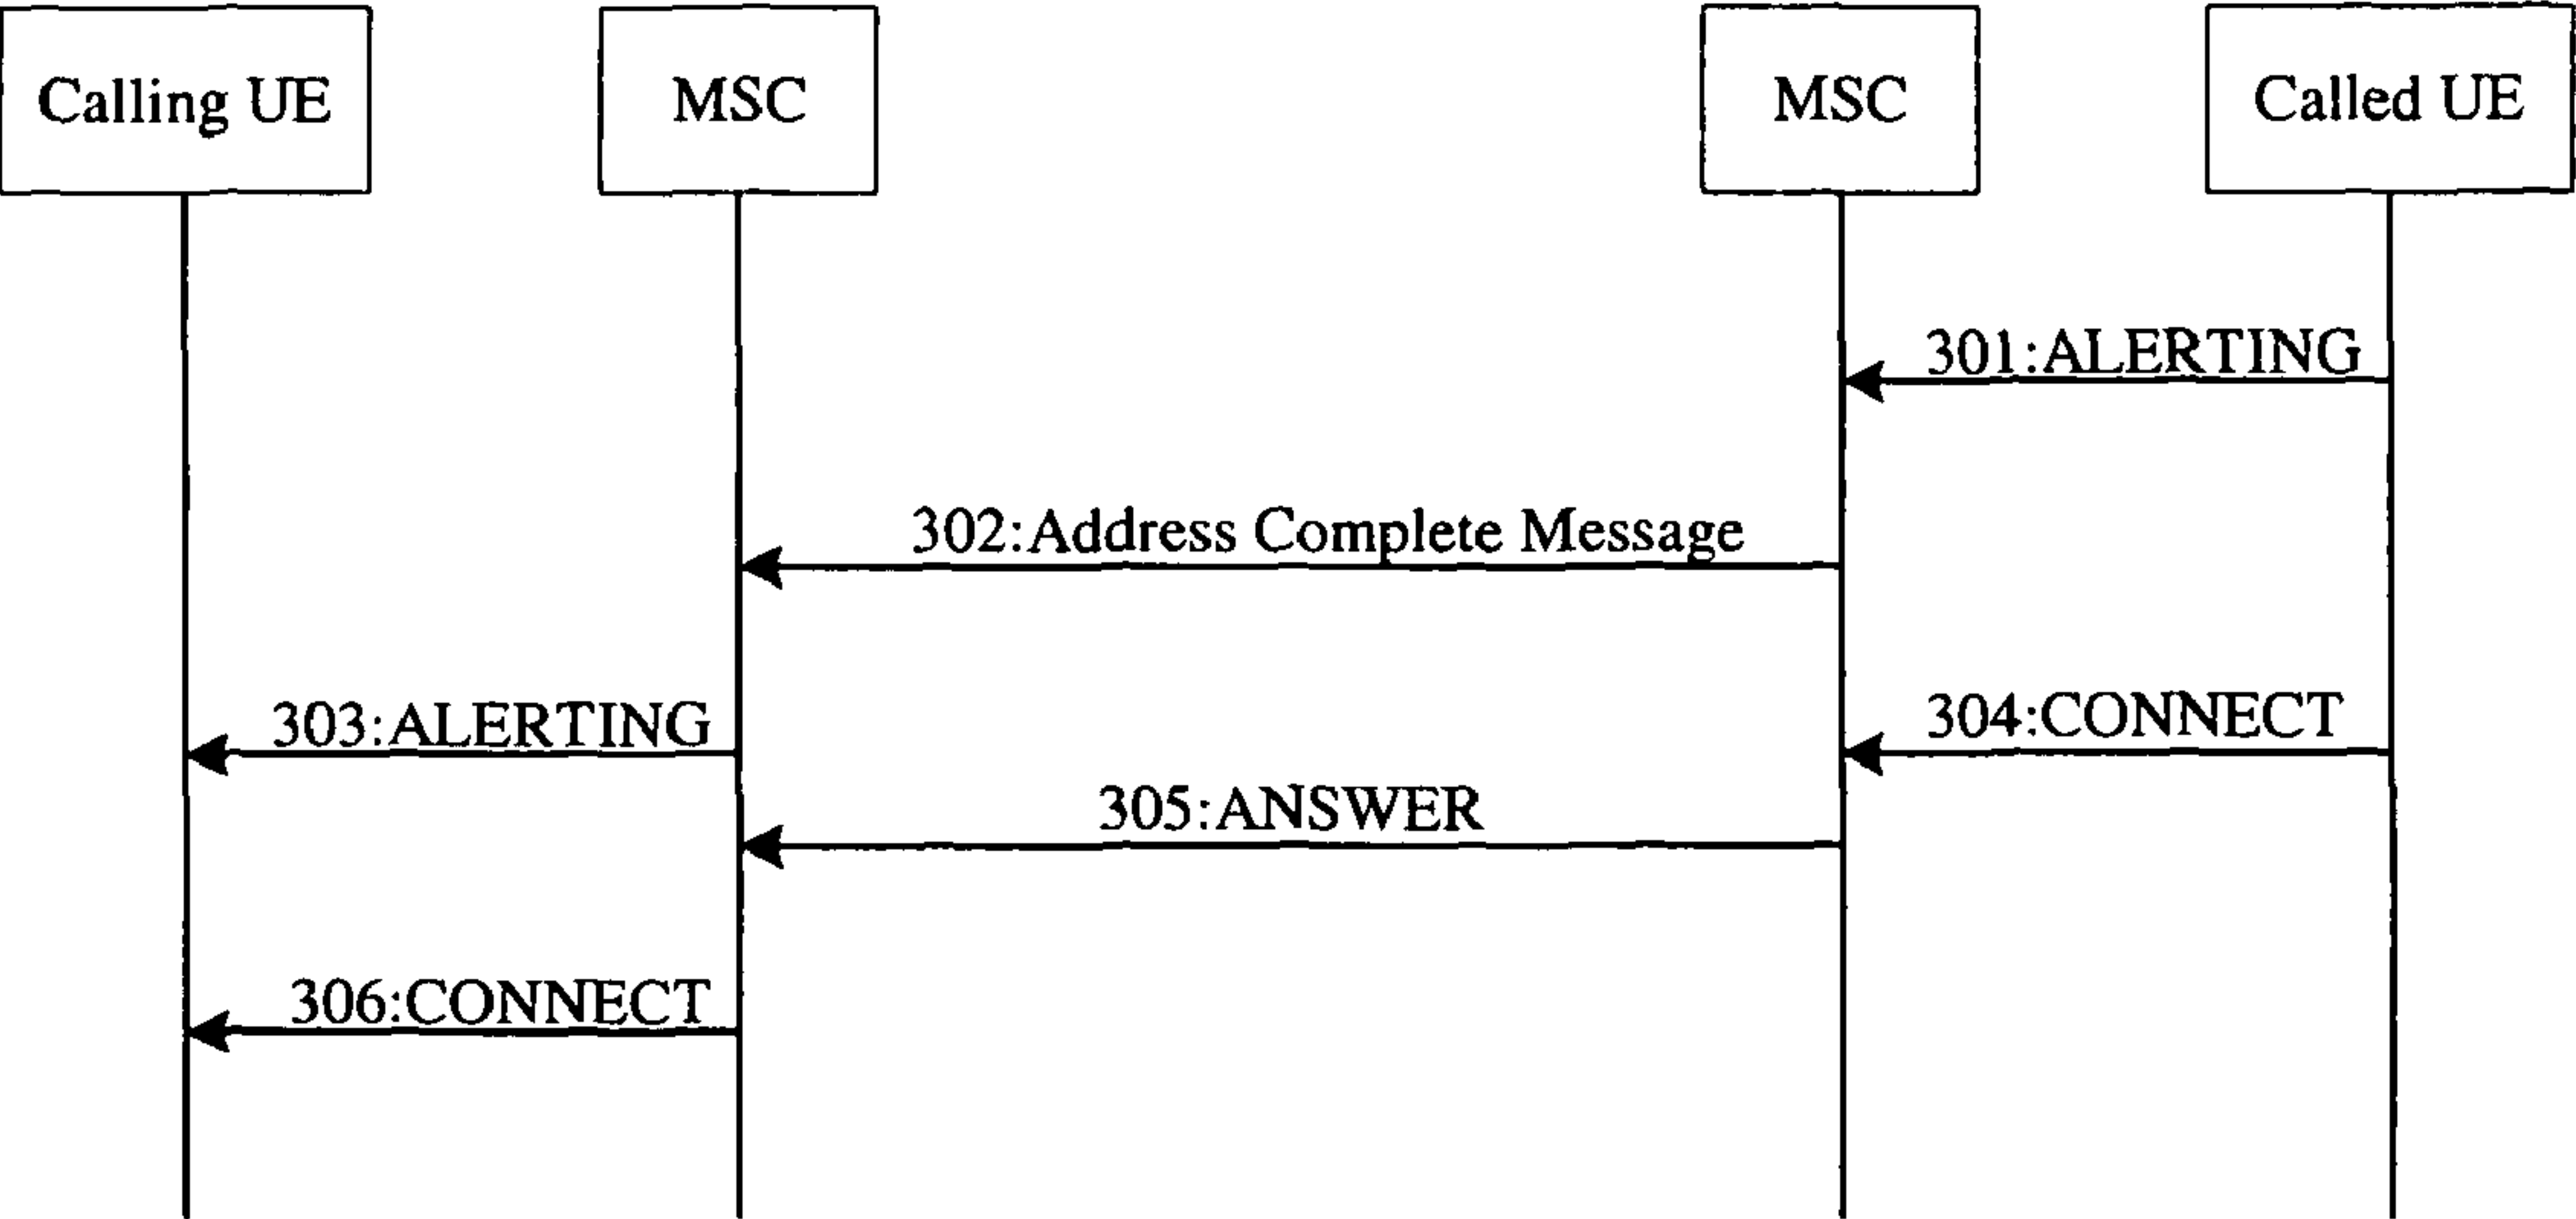 Calling UE
MSC
MSC
Called UE
301:ALERTING
302:Address Complete Message
303:ALERTING
304:CONNECT
305:ANSWER
306:CONNECT